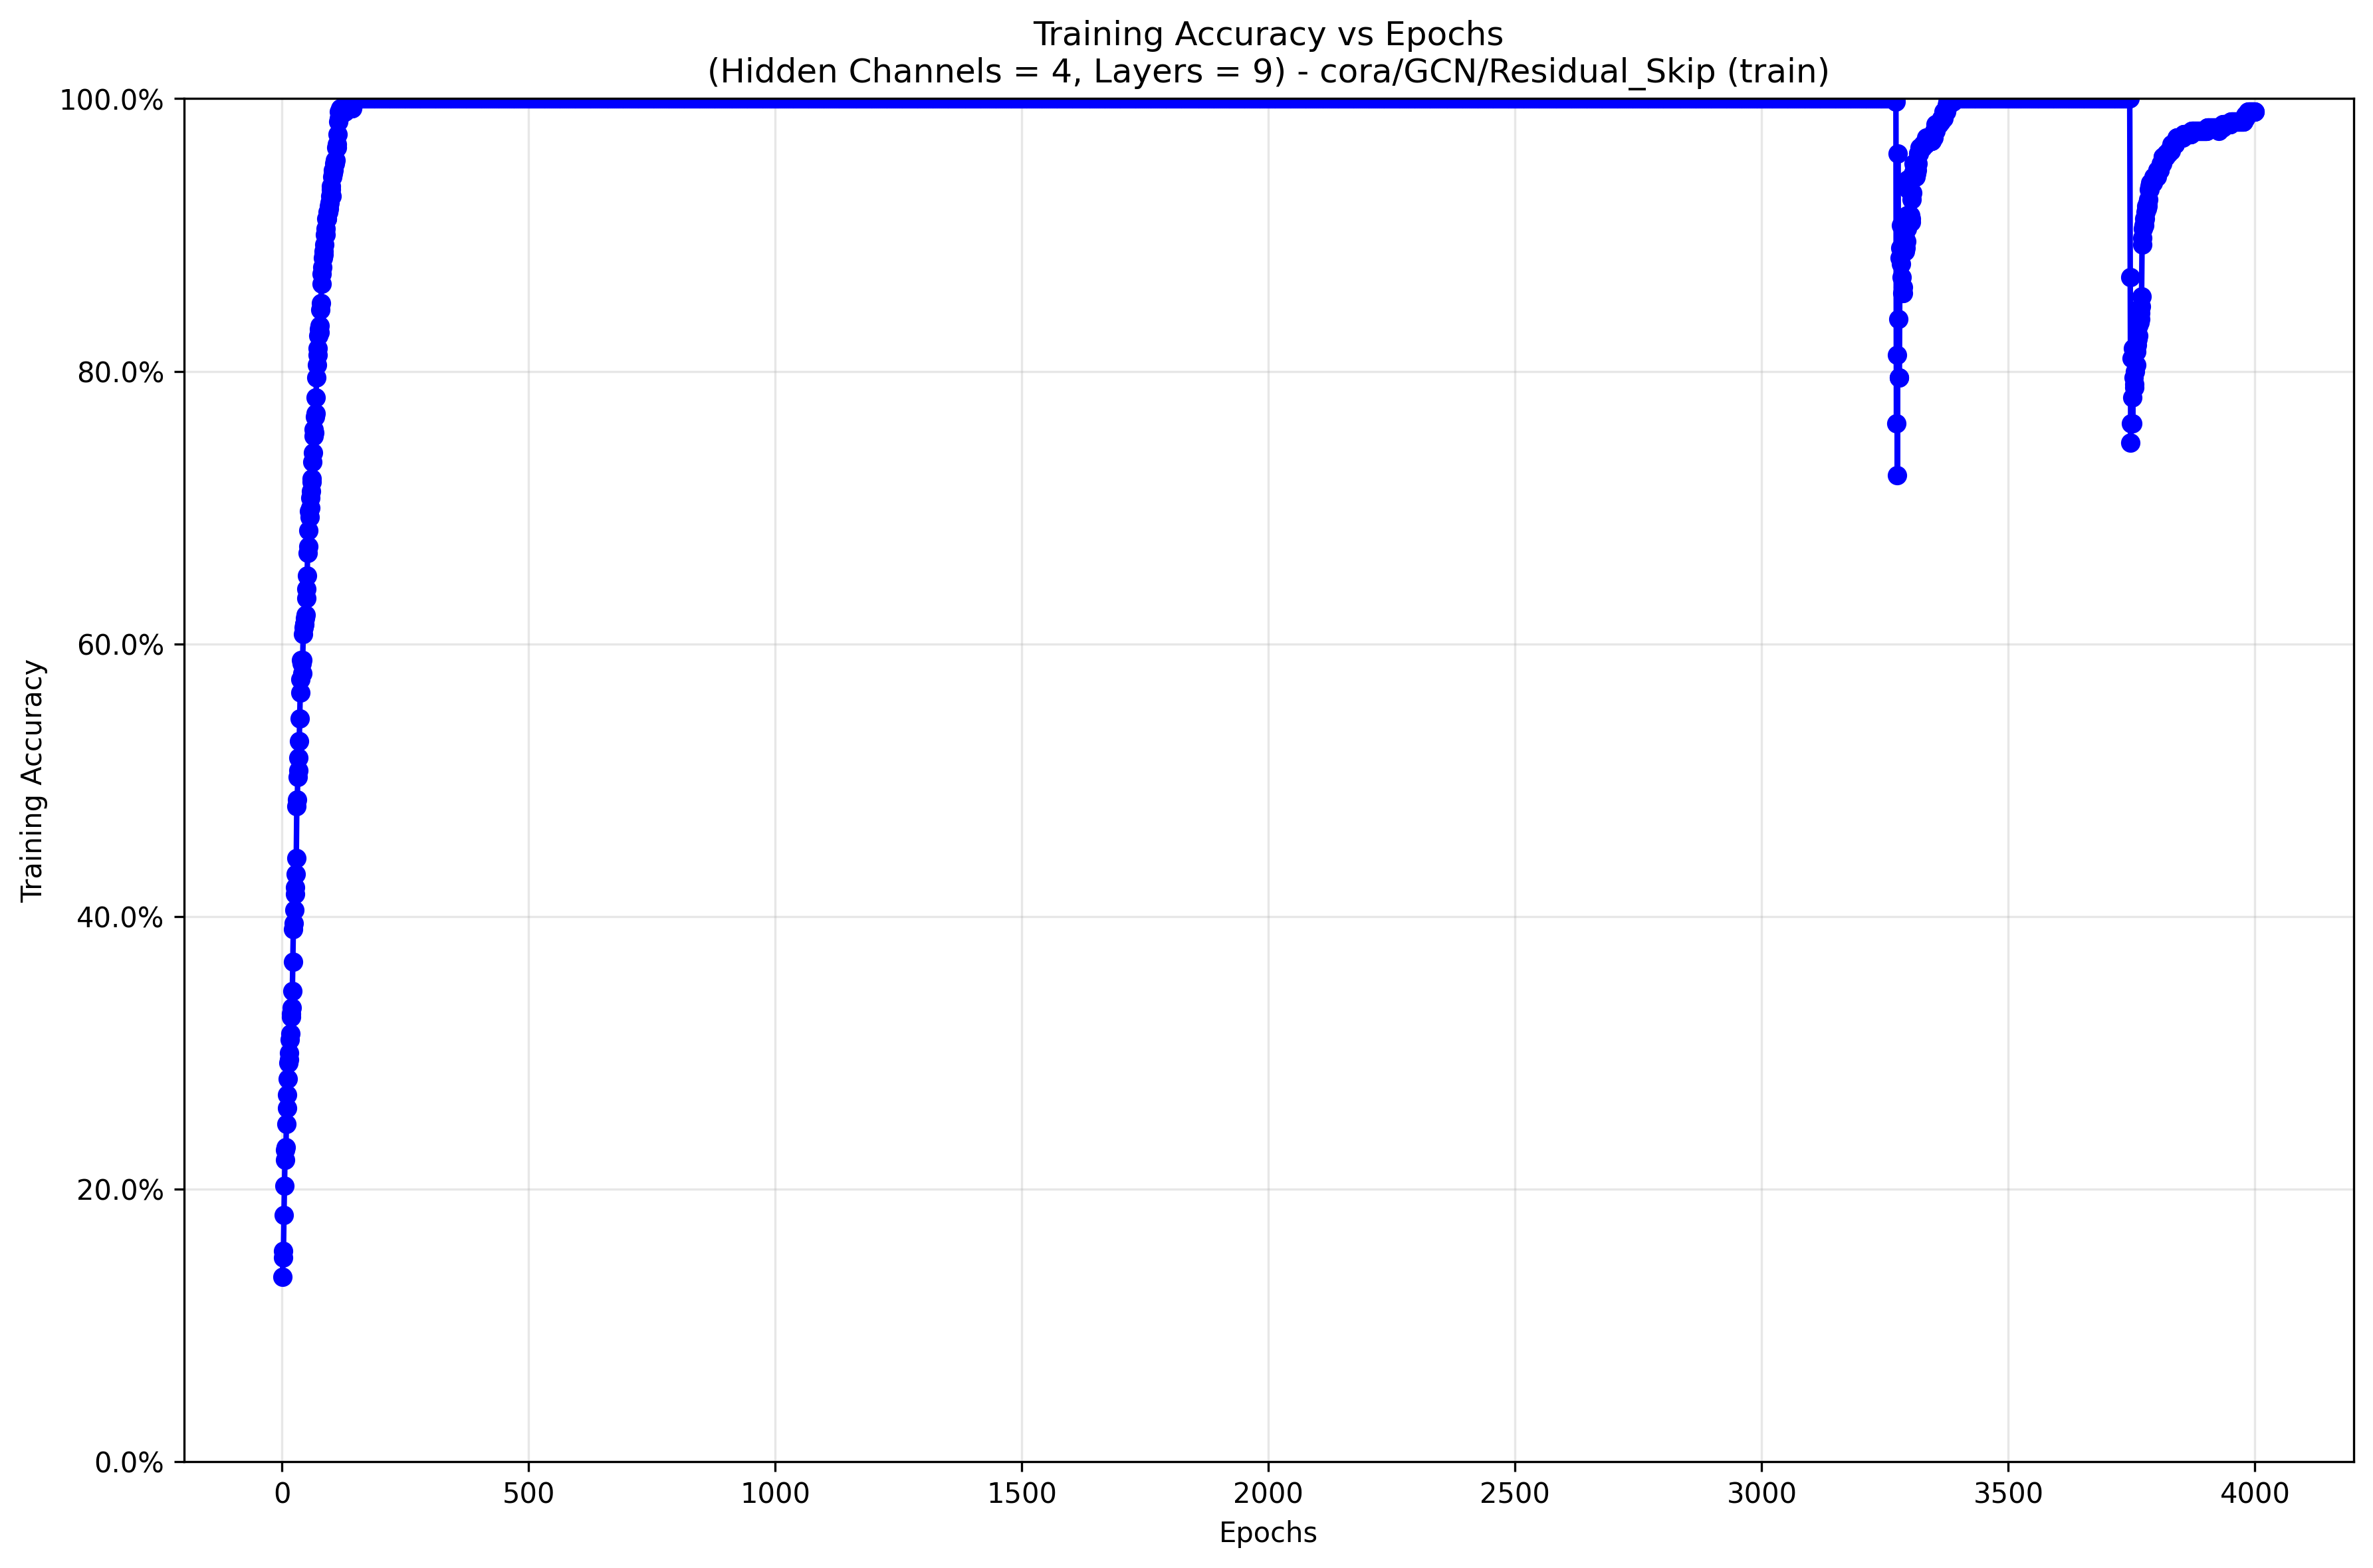 Training Accuracy vs Epochs
(Hidden Channels = 4, Layers = 9) - cora/GCN/Residual_Skip (train)
100.0%
80.0%
60.0%
40.0%
20.0%
0.0%
Training Accuracy
0 500 1000 1500 2000 2500 3000 3500 4000
Epochs